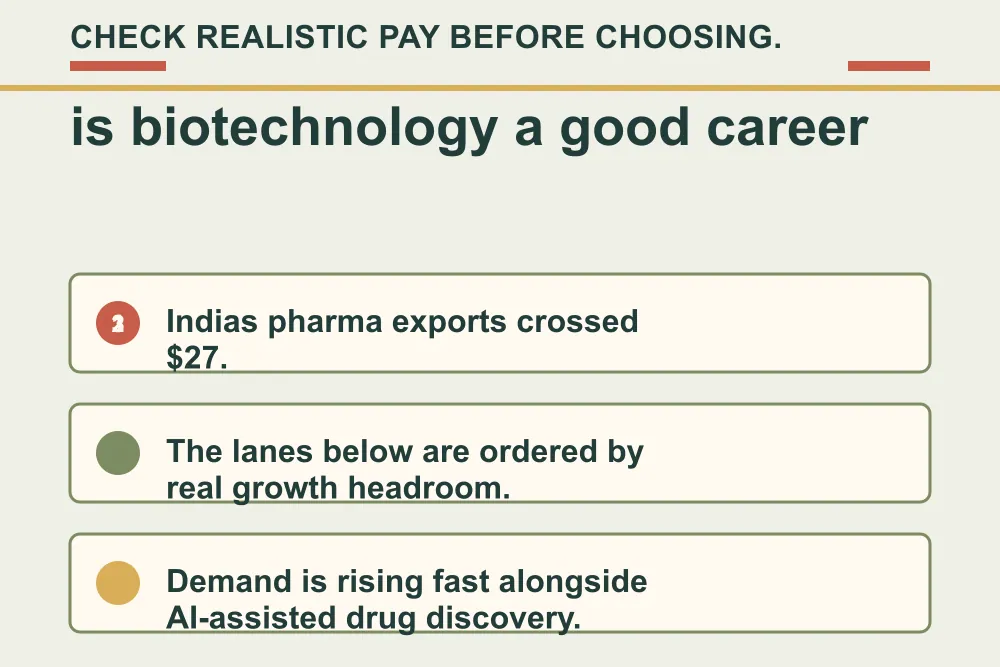 CHECK REALISTIC PAY BEFORE CHOOSING.
is biotechnology a good career
Indias pharma exports crossed
$27.
The lanes below are ordered by
real growth headroom.
Demand is rising fast alongside
AI-assisted drug discovery.